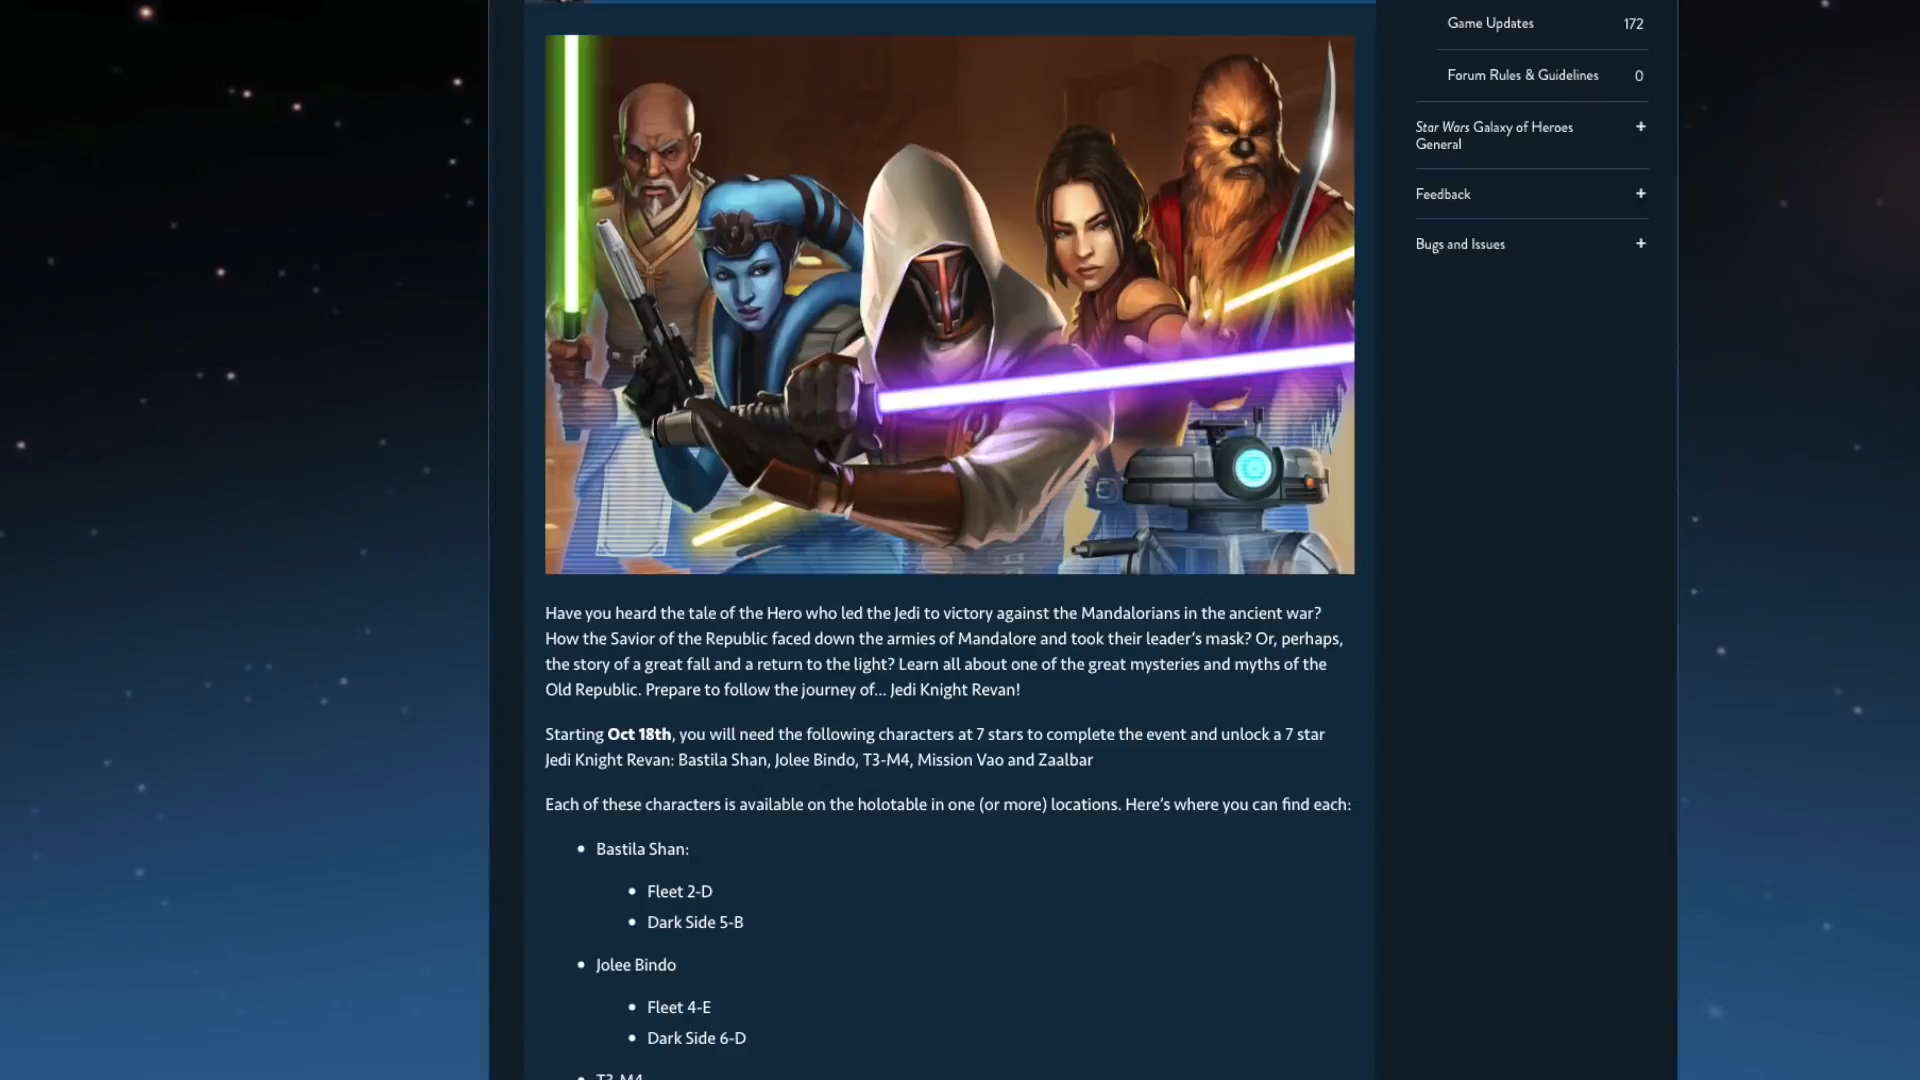 Game Updates 172
Forum Rules & Guidelines 0
Star Wars Galaxy of Heroes
General +
Feedback +
Bugs and Issues +
Have you heard the tale of the Hero who led the Jedi to victory against the Mandalorians in the ancient war?
How the Savior of the Republic faced down the armies of Mandalore and took their leader's mask? Or, perhaps,
the story of a great fall and a return to the light? Learn all about one of the great mysteries and myths of the
Old Republic. Prepare to follow the journey of... Jedi Knight Revan!
Starting Oct 18th, you will need the following characters at 7 stars to complete the event and unlock a 7 star
Jedi Knight Revan: Bastila Shan, Jolee Bindo, T3-M4, Mission Vao and Zaalbar
Each of these characters is available on the holotable in one (or more) locations. Here's where you can find each:
• Bastila Shan:
• Fleet 2-D
• Dark Side 5-B
• Jolee Bindo
• Fleet 4-E
• Dark Side 6-D
• T3-M4